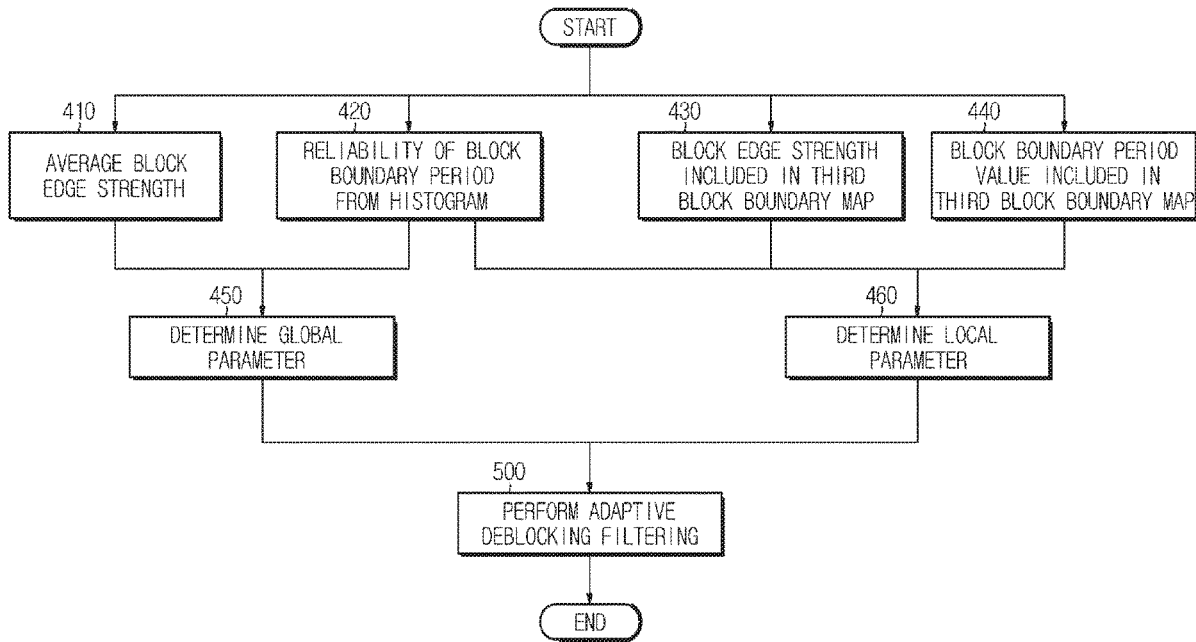 START
410
AVERAGE BLOCK
EDGE STRENGTH
420
RELIABILITY OF BLOCK
BOUNDARY PERIOD
FROM HISTOGRAM
430
BLOCK EDGE STRENGTH
INCLUDED IN THIRD
BLOCK BOUNDARY MAP
440
BLOCK BOUNDARY PERIOD
VALUE INCLUDED IN
THIRD BLOCK BOUNDARY MAP
450
DETERMINE GLOBAL
PARAMETER
460
DETERMINE LOCAL
PARAMETER
500
PERFORM ADAPTIVE
DEBLOCKING FILTERING
END